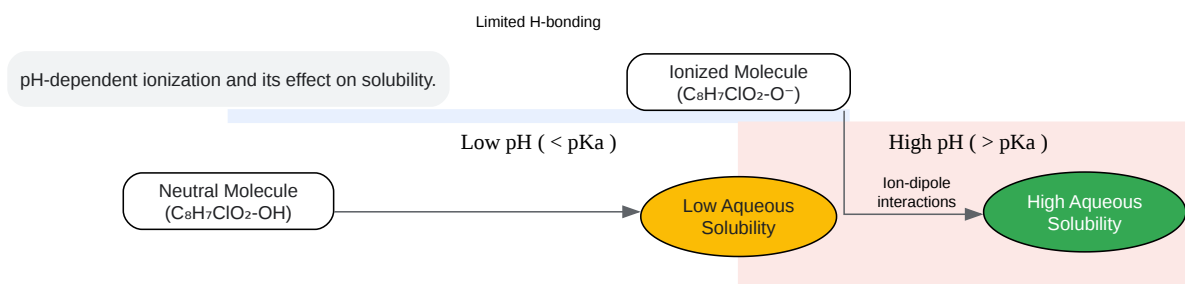 Limited H-bonding
pH-dependent ionization and its effect on solubility.
Ionized Molecule
(C₈H₇ClO₂-O⁻)
Low pH ( < pKa )
High pH ( > pKa )
Neutral Molecule
(C₈H₇ClO₂-OH)
Low Aqueous
Solubility
Ion-dipole
interactions
High Aqueous
Solubility